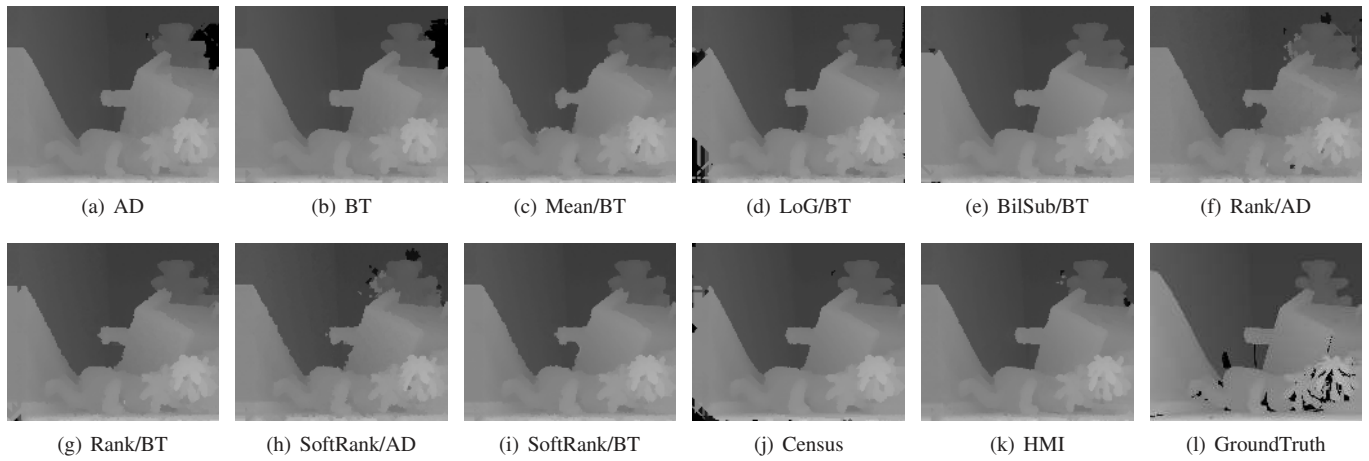 (a) AD
(b) BT
(c) Mean/BT
(d) LoG/BT
(e) BilSub/BT
(f) Rank/AD
(g) Rank/BT
(h) SoftRank/AD
(i) SoftRank/BT
(j) Census
(k) HMI
(l) GroundTruth